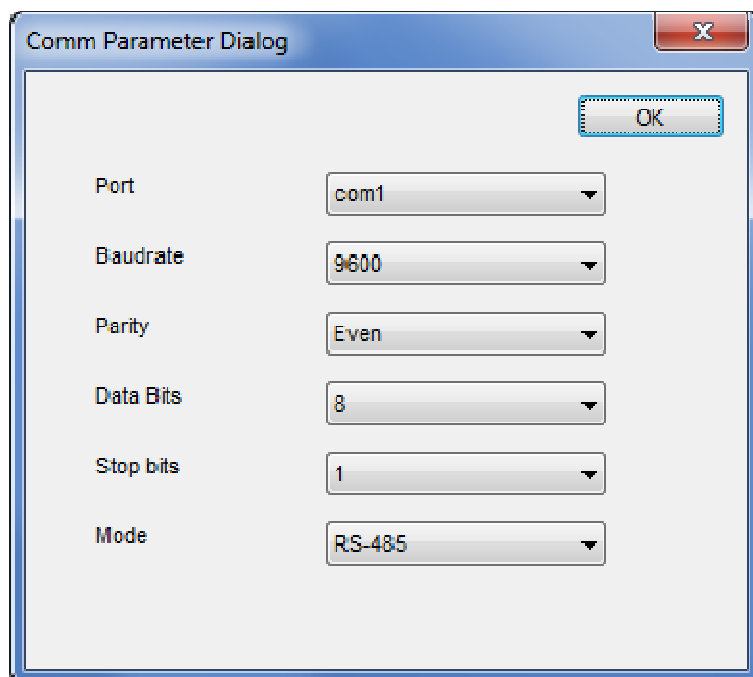 Comm Parameter Dialog
x
OK
Port
com1
Baudrate
9600
Parity
Even
Data Bits
8
Stop bits
1
Mode
RS-485